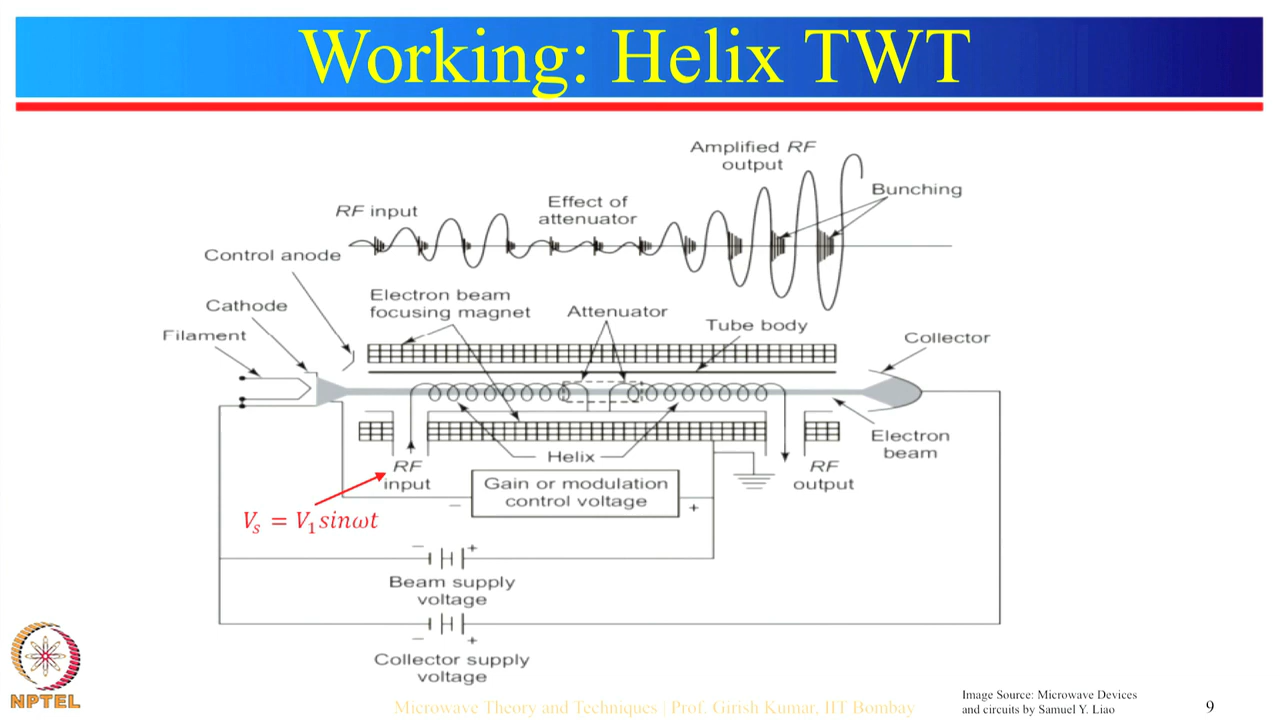 Working: Helix TWT
Amplified RF
output
Bunching
Effect of
attenuator
RF input
Control anode
Electron beam
focusing magnet
Attenuator
Cathode
Tube body
Filament
Collector
Electron
beam
Helix
RF
input
RF
output
Gain or modulation
control voltage
−
+
Vₛ = V₁sinωt
− +
Beam supply
voltage
− +
Collector supply
voltage
NPTEL
Microwave Theory and Techniques | Prof. Girish Kumar, IIT Bombay
Image Source: Microwave Devices
and circuits by Samuel Y. Liao
9